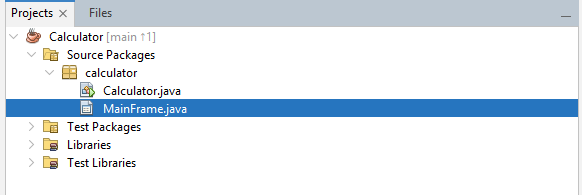 Projects Files
Calculator [main ↑1]
Source Packages
calculator
Calculator.java
MainFrame.java
Test Packages
Libraries
Test Libraries